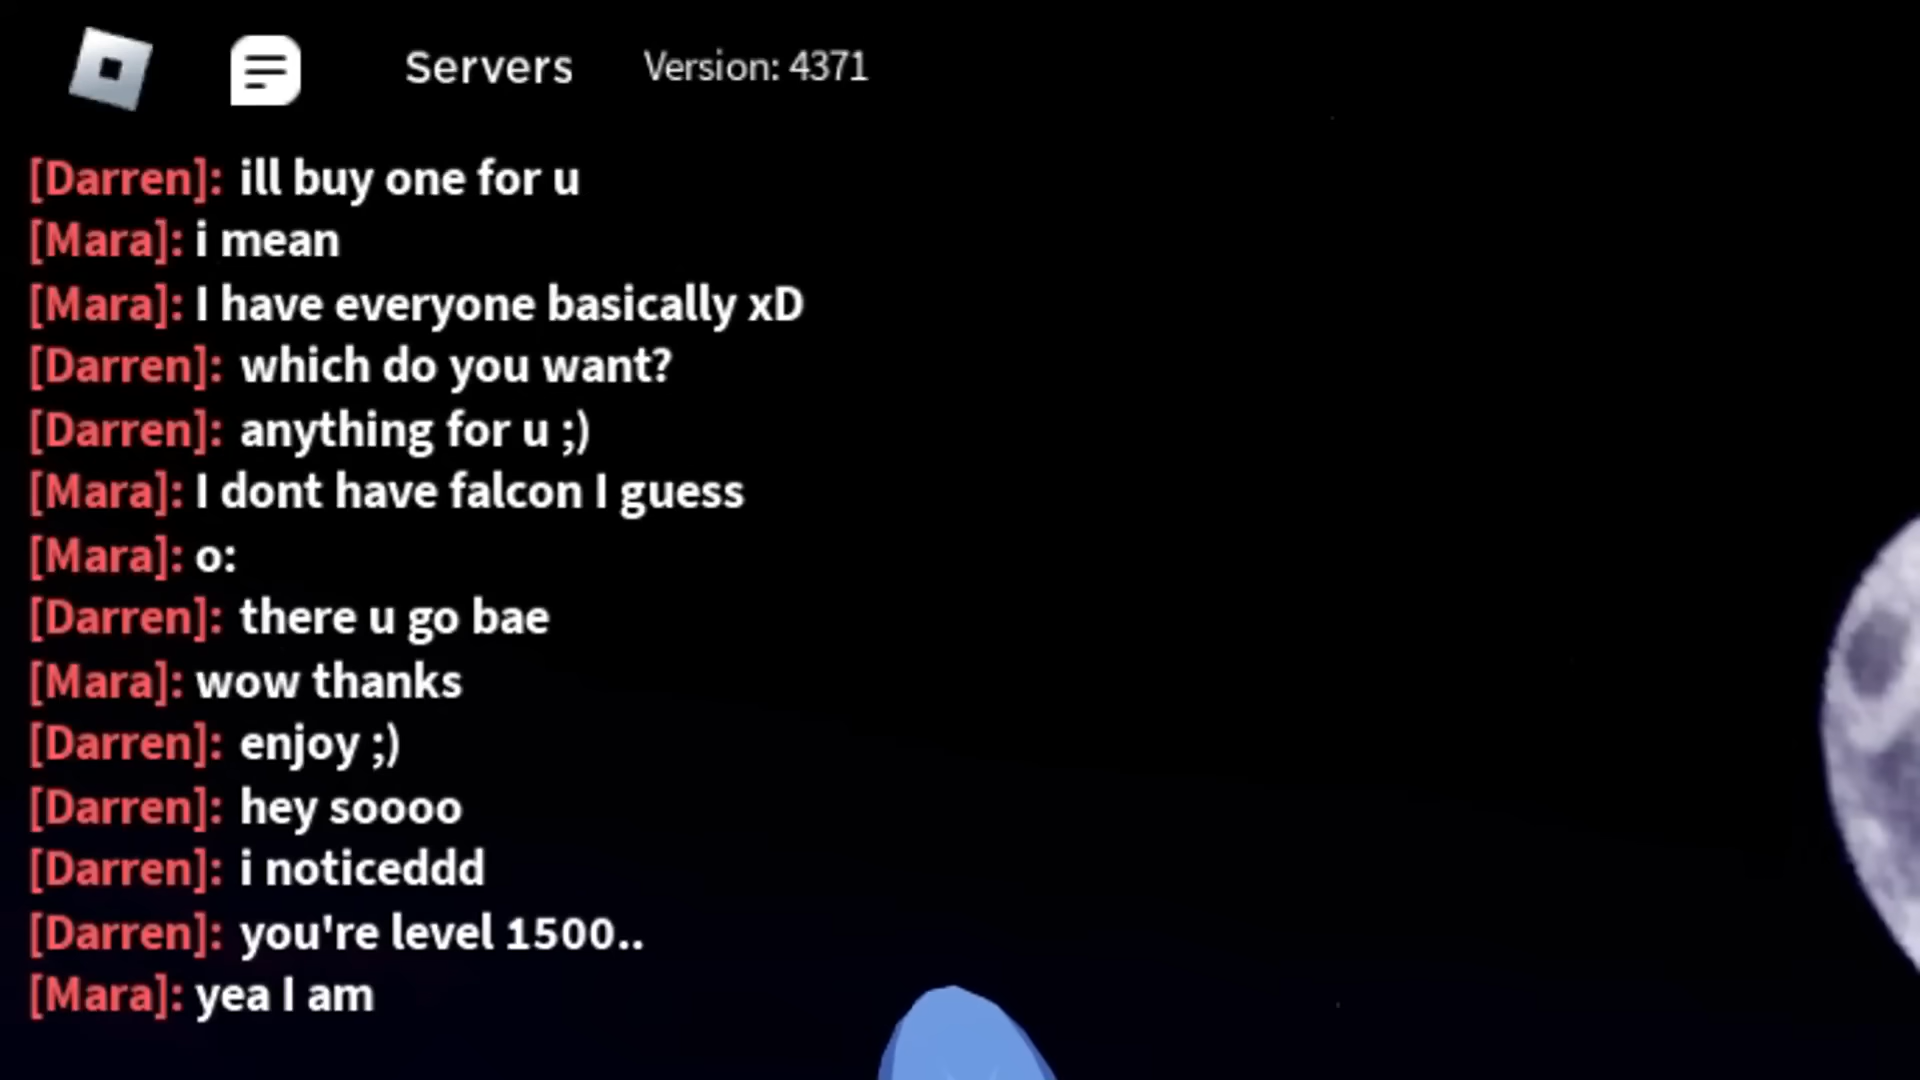 Servers Version: 4371
[Darren]: ill buy one for u
[Mara]: i mean
[Mara]: I have everyone basically xD
[Darren]: which do you want?
[Darren]: anything for u ;)
[Mara]: I dont have falcon I guess
[Mara]: o:
[Darren]: there u go bae
[Mara]: wow thanks
[Darren]: enjoy ;)
[Darren]: hey soooo
[Darren]: i noticeddd
[Darren]: you're level 1500..
[Mara]: yea I am